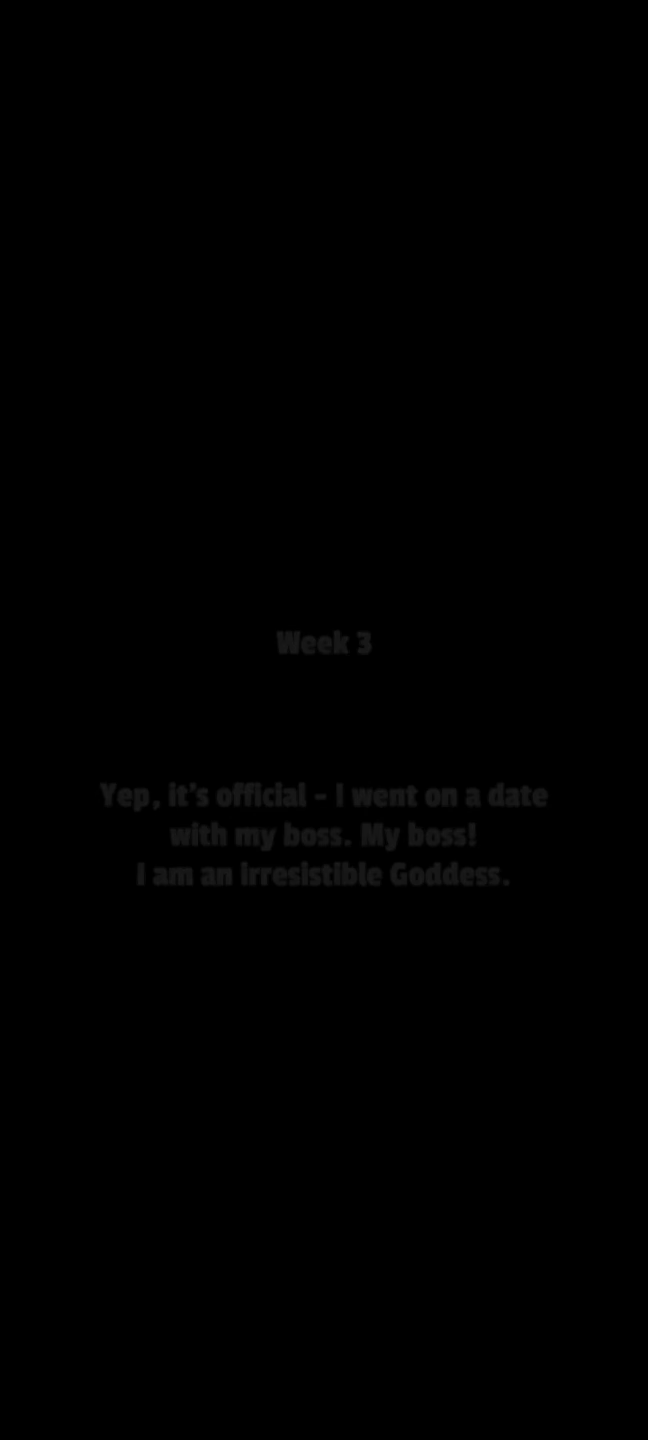 Week 3
Yep, it's official – I went on a date
with my boss. My boss!
I am an irresistible Goddess.